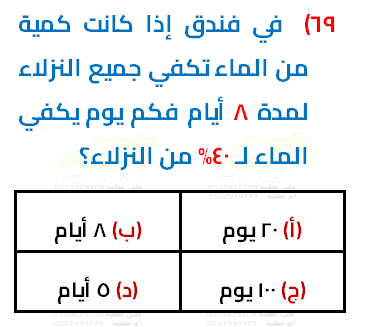 ٦٩) في فندق إذا كانت كمية
من الماء تكفي جميع النزلاء
لمدة ٨ أيام فكم يوم يكفي
الماء لـ ٤٠% من النزلاء؟
(أ) ٢٠ يوم
(ب) ٨ أيام
(ج) ١٠٠ يوم
(د) ٥ أيام